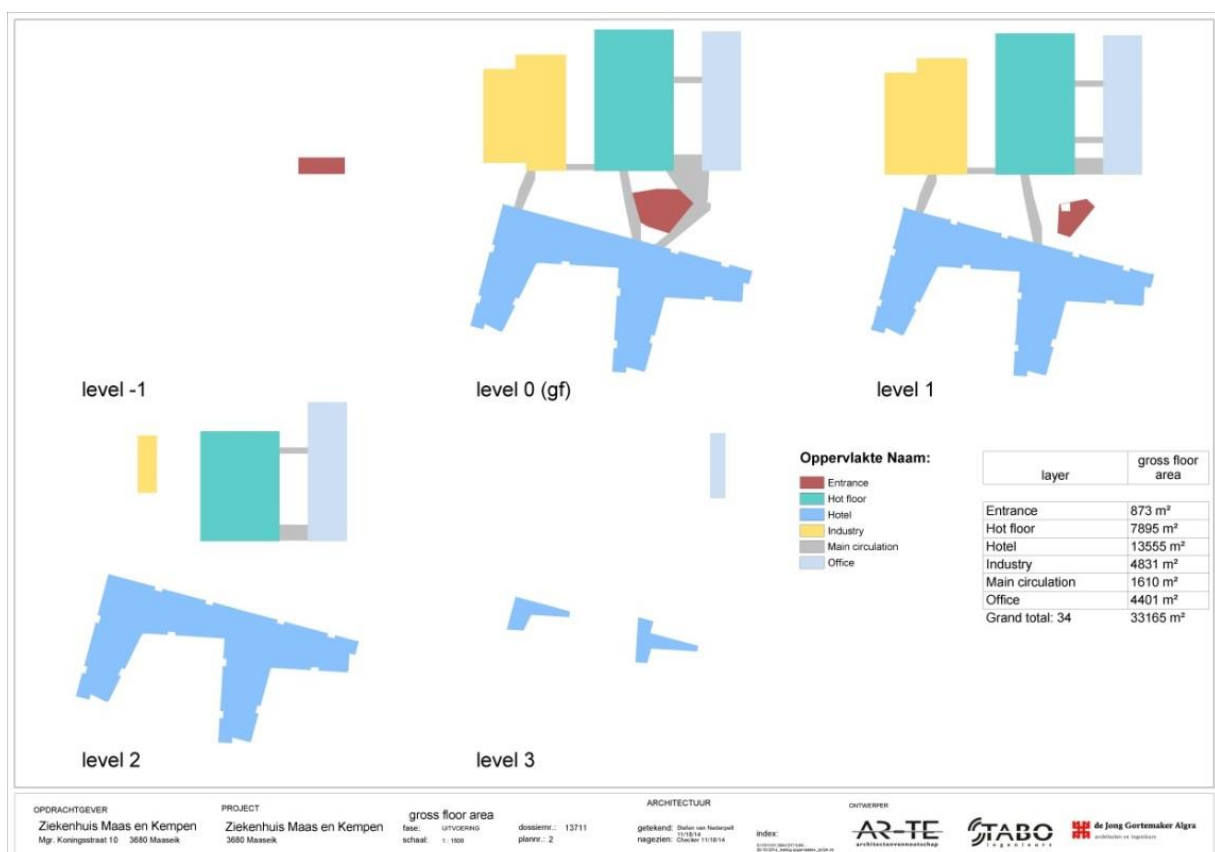 level -1
level 0 (gf)
level 1
level 2
level 3
Oppervlakte Naam:
Entrance
Hot floor
Hotel
Industry
Main circulation
Office
layer gross floor area
Entrance 873 m²
Hot floor 7895 m²
Hotel 13555 m²
Industry 4831 m²
Main circulation 1610 m²
Office 4401 m²
Grand total: 34 33165 m²
OPDRACHTGEVER
Ziekenhuis Maas en Kempen
Mgr. Koningsstraat 10 3680 Maaseik
PROJECT
Ziekenhuis Maas en Kempen
3680 Maaseik
gross floor area
fase: UITVOERING dossiernr.: 13711
schaal: 1 : 1500 plannr.: 2
ARCHITECTUUR
getekend: Stefan van Nederpelt
11/18/14
nagezien: Checker 11/18/14
index:
ONTWERPER
AR-TE
architectenvennootschap
STABO
ingenieurs
de Jong Gortemaker Algra
architecten en ingenieurs